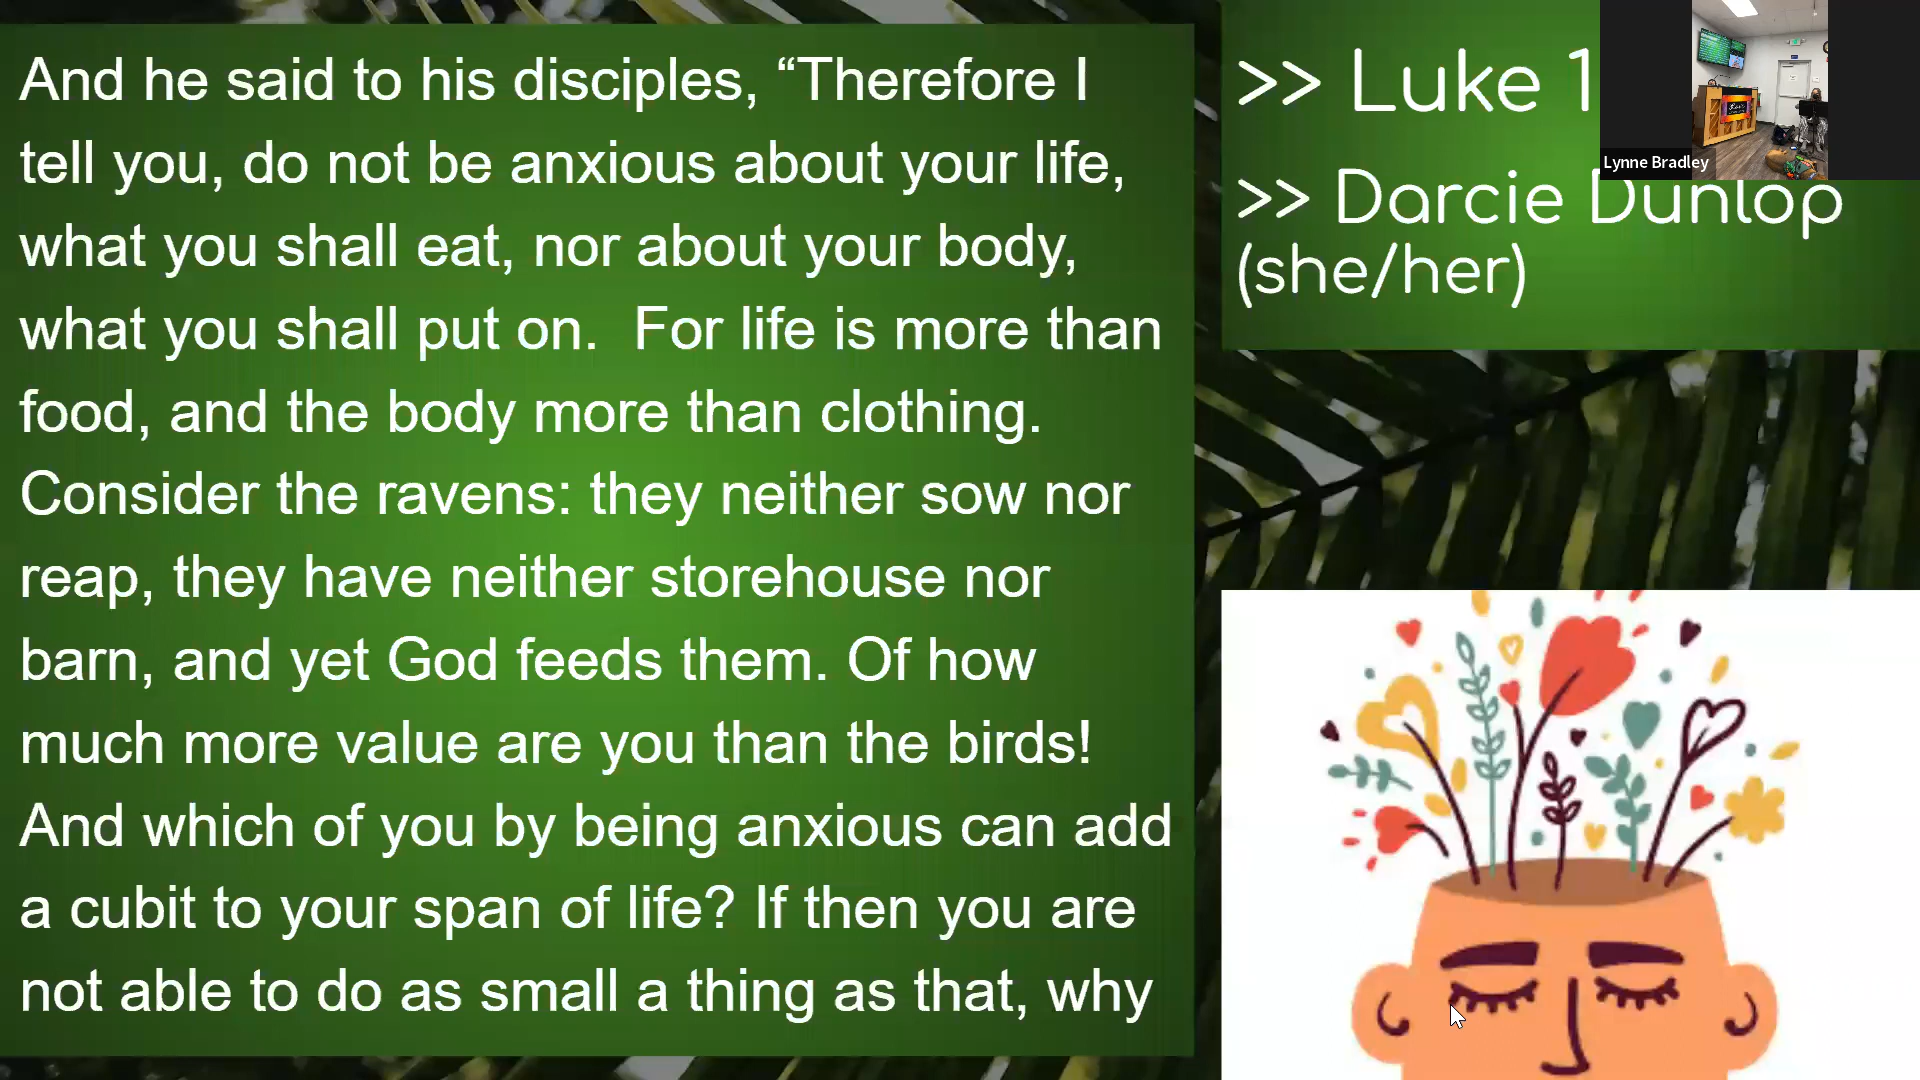 And he said to his disciples, “Therefore I
tell you, do not be anxious about your life,
what you shall eat, nor about your body,
what you shall put on.  For life is more than
food, and the body more than clothing.
Consider the ravens: they neither sow nor
reap, they have neither storehouse nor
barn, and yet God feeds them. Of how
much more value are you than the birds!
And which of you by being anxious can add
a cubit to your span of life? If then you are
not able to do as small a thing as that, why
>> Luke 1
>> Darcie Dunlop
(she/her)
Lynne Bradley